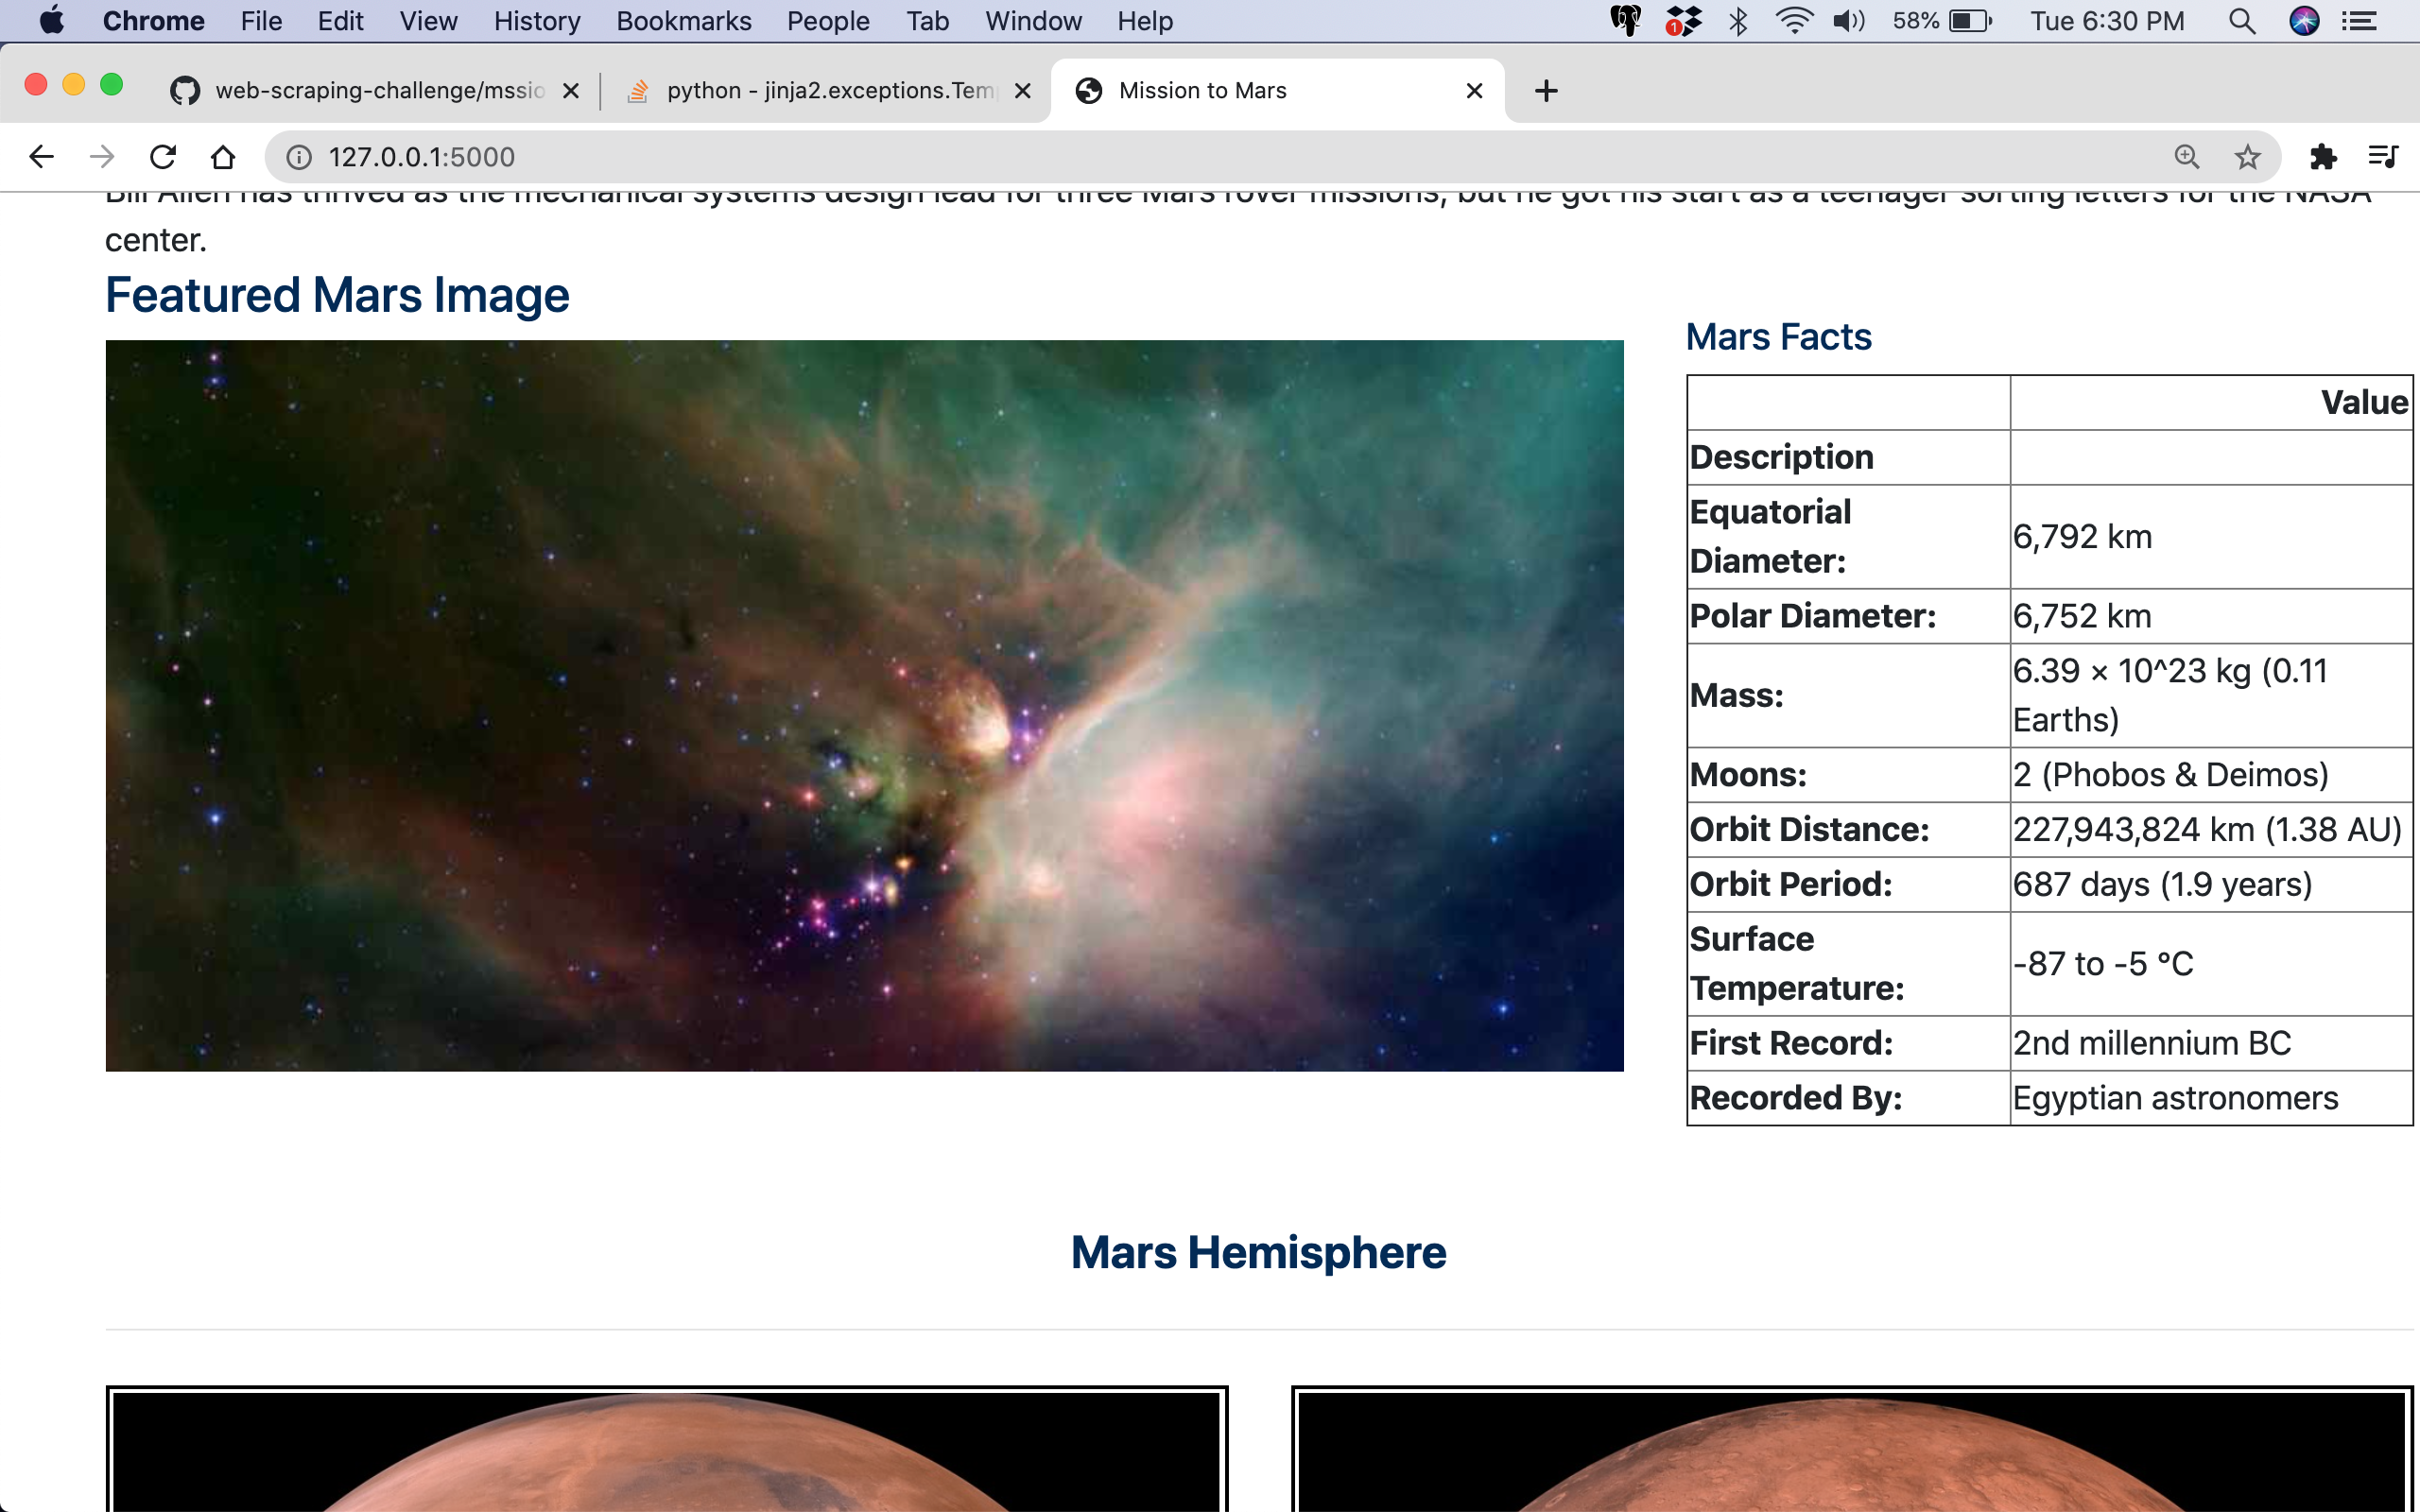 Chrome File Edit View History Bookmarks People Tab Window Help 1 58% Tue 6:30 PM
web-scraping-challenge/mssio python - jinja2.exceptions.Tem Mission to Mars
127.0.0.1:5000
Bill Allen has thrived as the mechanical systems design lead for three Mars rover missions, but he got his start as a teenager sorting letters for the NASA
center.
Featured Mars Image
Mars Facts
Value
Description
Equatorial
Diameter:
6,792 km
Polar Diameter: 6,752 km
Mass:
6.39 × 10^23 kg (0.11
Earths)
Moons: 2 (Phobos & Deimos)
Orbit Distance: 227,943,824 km (1.38 AU)
Orbit Period: 687 days (1.9 years)
Surface
Temperature:
-87 to -5 °C
First Record: 2nd millennium BC
Recorded By: Egyptian astronomers
Mars Hemisphere